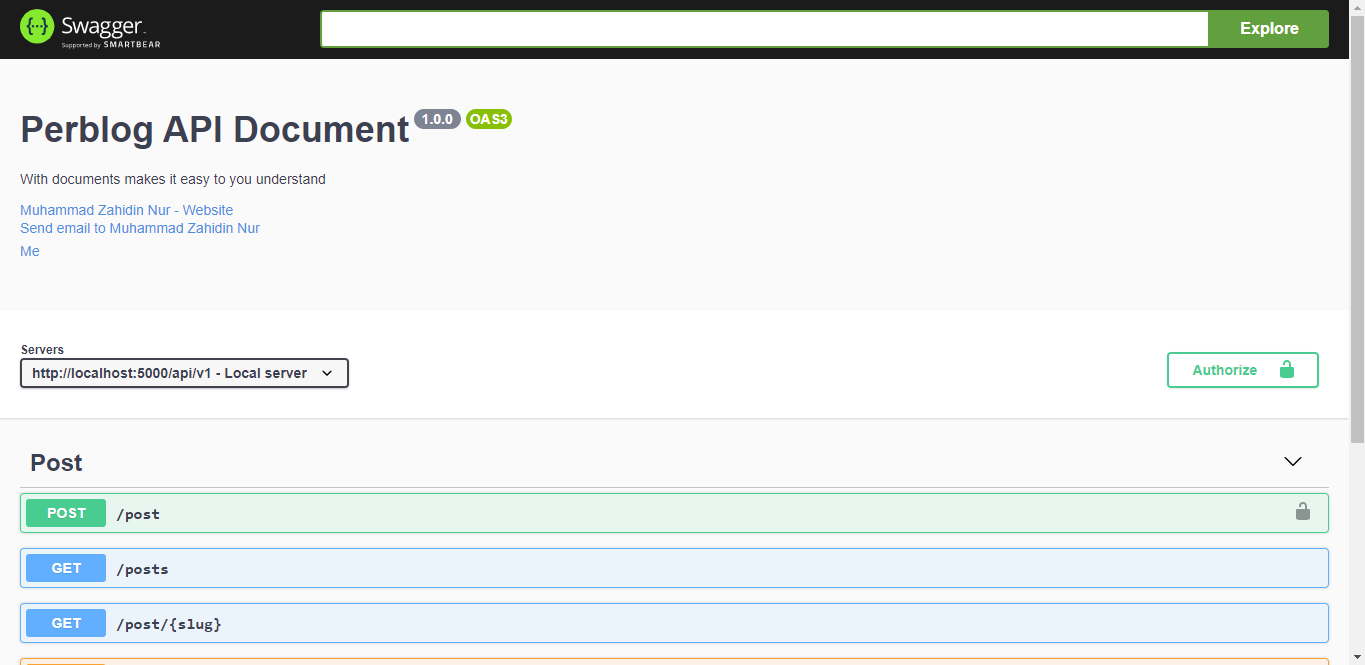 {···} Swagger
Supported by SMARTBEAR
Explore
Perblog API Document 1.0.0 OAS3
With documents makes it easy to you understand
Muhammad Zahidin Nur - Website
Send email to Muhammad Zahidin Nur
Me
Servers
http://localhost:5000/api/v1 - Local server
Authorize
Post
POST /post
GET /posts
GET /post/{slug}